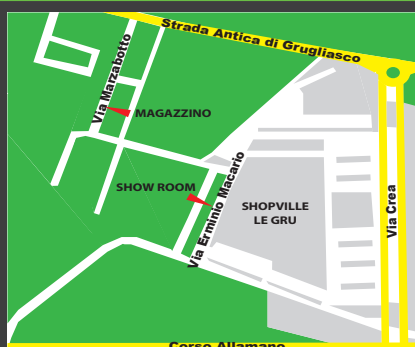 Strada Antica di Grugliasco
Via Marzabotto
MAGAZZINO
SHOW ROOM
Via Erminio Macario
SHOPVILLE
LE GRU
Via Crea
Corso Allamano